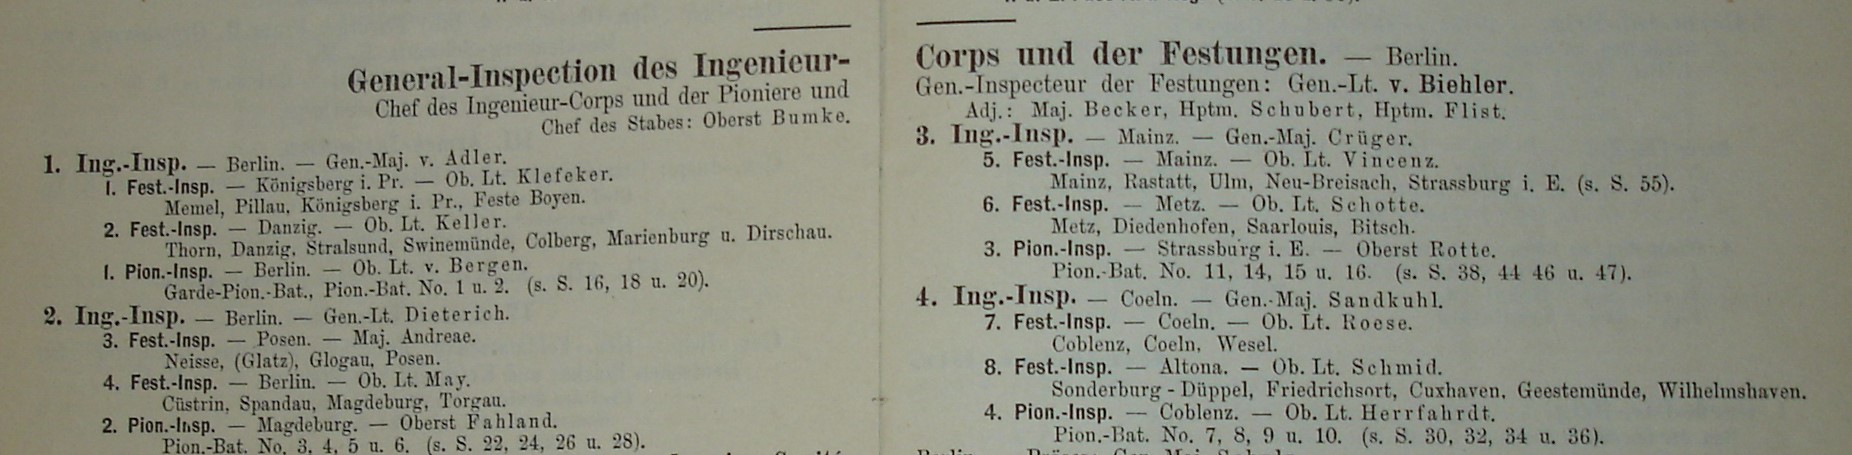 General-Inspection des Ingenieur-
Chef des Ingenieur-Corps und der Pioniere und
Chef des Stabes: Oberst Bumke.
1. Ing.-Insp. — Berlin. — Gen.-Maj. v. Adler.
1. Fest.-Insp. — Königsberg i. Pr. — Ob. Lt. Klefeker.
Memel, Pillau, Königsberg i. Pr., Feste Boyen.
2. Fest.-Insp. — Danzig. — Ob. Lt. Keller.
Thorn, Danzig, Stralsund, Swinemünde, Colberg, Marienburg u. Dirschau.
1. Pion.-Insp. — Berlin. — Ob. Lt. v. Bergen.
Garde-Pion.-Bat., Pion.-Bat. No. 1 u. 2. (s. S. 16, 18 u. 20).
2. Ing.-Insp. — Berlin. — Gen.-Lt. Dieterich.
3. Fest.-Insp. — Posen. — Maj. Andreae.
Neisse, (Glatz), Glogau, Posen.
4. Fest.-Insp. — Berlin. — Ob. Lt. May.
Cüstrin, Spandau, Magdeburg, Torgau.
2. Pion.-Insp. — Magdeburg. — Oberst Fahland.
Pion.-Bat. No. 3, 4, 5 u. 6. (s. S. 22, 24, 26 u. 28).
Corps und der Festungen. — Berlin.
Gen.-Inspecteur der Festungen: Gen.-Lt. v. Biehler.
Adj.: Maj. Becker, Hptm. Schubert, Hptm. Flist.
3. Ing.-Insp. — Mainz. — Gen.-Maj. Crüger.
5. Fest.-Insp. — Mainz. — Ob. Lt. Vincenz.
Mainz, Rastatt, Ulm, Neu-Breisach, Strassburg i. E. (s. S. 55).
6. Fest.-Insp. — Metz. — Ob. Lt. Schotte.
Metz, Diedenhofen, Saarlouis, Bitsch.
3. Pion.-Insp. — Strassburg i. E. — Oberst Rotte.
Pion.-Bat. No. 11, 14, 15 u. 16. (s. S. 38, 44 46 u. 47).
4. Ing.-Insp. — Coeln. — Gen.-Maj. Sandkuhl.
7. Fest.-Insp. — Coeln. — Ob. Lt. Roese.
Coblenz, Coeln, Wesel.
8. Fest.-Insp. — Altona. — Ob. Lt. Schmid.
Sonderburg-Düppel, Friedrichsort, Cuxhaven, Geestemünde, Wilhelmshaven.
4. Pion.-Insp. — Coblenz. — Ob. Lt. Herrfahrdt.
Pion.-Bat. No. 7, 8, 9 u. 10. (s. S. 30, 32, 34 u. 36).